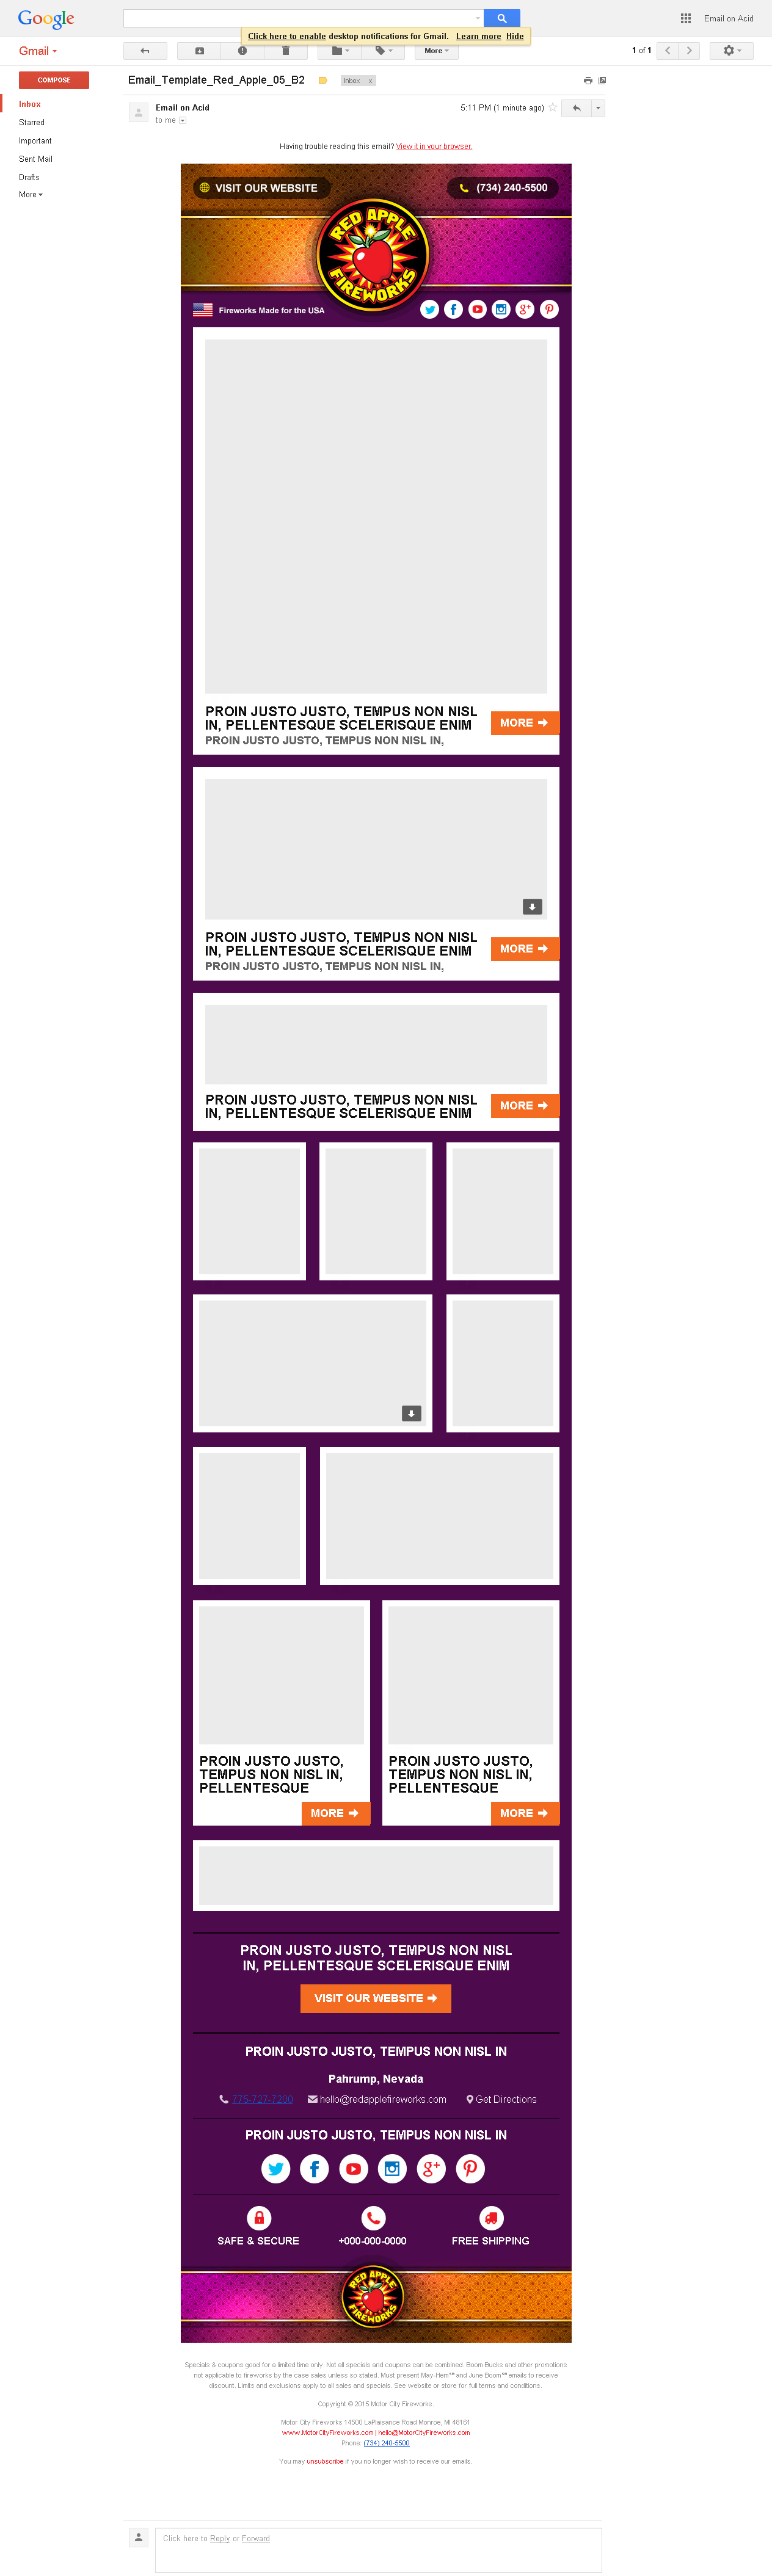 Google
Email on Acid
Click here to enable desktop notifications for Gmail. Learn more Hide
Gmail
More
1 of 1
COMPOSE
Inbox
Starred
Important
Sent Mail
Drafts
More
Email_Template_Red_Apple_05_B2
Inbox x
Email on Acid
5:11 PM (1 minute ago)
to me
Having trouble reading this email? View it in your browser.
VISIT OUR WEBSITE
(734) 240-5500
RED APPLE
FIREWORKS
Fireworks Made for the USA
PROIN JUSTO JUSTO, TEMPUS NON NISL
IN, PELLENTESQUE SCELERISQUE ENIM
MORE
PROIN JUSTO JUSTO, TEMPUS NON NISL IN,
PROIN JUSTO JUSTO, TEMPUS NON NISL
IN, PELLENTESQUE SCELERISQUE ENIM
MORE
PROIN JUSTO JUSTO, TEMPUS NON NISL IN,
PROIN JUSTO JUSTO, TEMPUS NON NISL
IN, PELLENTESQUE SCELERISQUE ENIM
MORE
PROIN JUSTO JUSTO,
TEMPUS NON NISL IN,
PELLENTESQUE
MORE
PROIN JUSTO JUSTO,
TEMPUS NON NISL IN,
PELLENTESQUE
MORE
PROIN JUSTO JUSTO, TEMPUS NON NISL
IN, PELLENTESQUE SCELERISQUE ENIM
VISIT OUR WEBSITE
PROIN JUSTO JUSTO, TEMPUS NON NISL IN
Pahrump, Nevada
775-727-7200 hello@redapplefireworks.com Get Directions
PROIN JUSTO JUSTO, TEMPUS NON NISL IN
SAFE & SECURE
+000-000-0000
FREE SHIPPING
RED APPLE
FIREWORKS
Specials & coupons good for a limited time only. Not all specials and coupons can be combined. Boom Bucks and other promotions
not applicable to fireworks by the case sales unless so stated. Must present May-Hem℠ and June Boom℠ emails to receive
discount. Limits and exclusions apply to all sales and specials. See website or store for full terms and conditions.
Copyright © 2015 Motor City Fireworks.
Motor City Fireworks 14500 LaPlaisance Road Monroe, MI 48161
www.MotorCityFireworks.com | hello@MotorCityFireworks.com
Phone: (734) 240-5500
You may unsubscribe if you no longer wish to receive our emails.
Click here to Reply or Forward